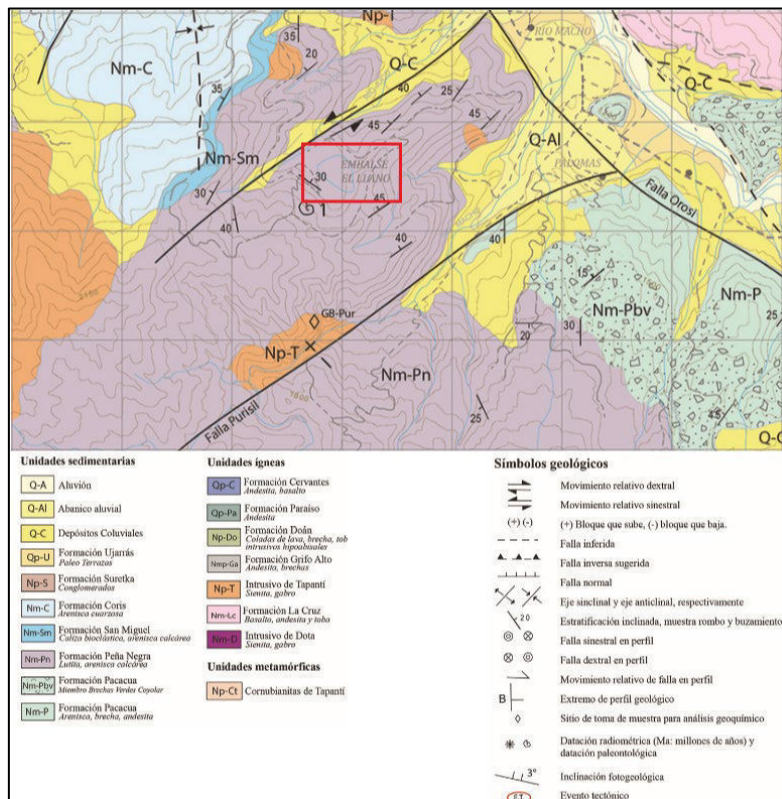 Np-I
35
20
RÍO MACHO
Nm-C
Q-C
40
25
45
Q-C
35
45
Nm-Sm
EMBALSE
EL LLANO
Q-Al
PALOMAS
30
30
1
45
Falla Orosi
40
40
40
15
Nm-Pbv
Nm-P
GB-Pur
Np-T
30
25
20
Nm-Pn
Falla Purisil
1800
25
45
Q-C
Unidades sedimentarias
Q-A Aluvión
Q-Al Abanico aluvial
Q-C Depósitos Coluviales
Qp-U Formación Ujarrás
Paleo Terrazas
Np-S Formación Suretka
Conglomerados
Nm-C Formación Coris
Arenisca cuarzosa
Nm-Sm Formación San Miguel
Caliza bioclástica, arenisca calcárea
Nm-Pn Formación Peña Negra
Lutita, arenisca calcárea
Nm-Pbv Formación Pacacua
Miembro Brechas Verdes Coyolar
Nm-P Formación Pacacua
Arenisca, brecha, andesita
Unidades ígneas
Qp-C Formación Cervantes
Andesita, basalto
Qp-Pa Formación Paraíso
Andesita
Np-Do Formación Doán
Coladas de lava, brecha, tob
intrusivos hipoabisales
Nmp-Ga Formación Grifo Alto
Andesita, brechas
Np-T Intrusivo de Tapantí
Sienita, gabro
Nm-Lc Formación La Cruz
Basalto, andesita y toba
Nm-D Intrusivo de Dota
Sienita, gabro
Unidades metamórficas
Np-Ct Cornubianitas de Tapantí
Símbolos geológicos
Movimiento relativo dextral
Movimiento relativo sinestral
(+) (-) (+) Bloque que sube, (-) bloque que baja.
Falla inferida
Falla inversa sugerida
Falla normal
Eje sinclinal y eje anticlinal, respectivamente
20 Estratificación inclinada, muestra rombo y buzamiento
Falla sinestral en perfil
Falla dextral en perfil
Movimiento relativo de falla en perfil
B Extremo de perfil geológico
Sitio de toma de muestra para análisis geoquímico
Datación radiométrica (Ma: millones de años) y
datación paleontológica
3° Inclinación fotogeológica
Evento tectónico